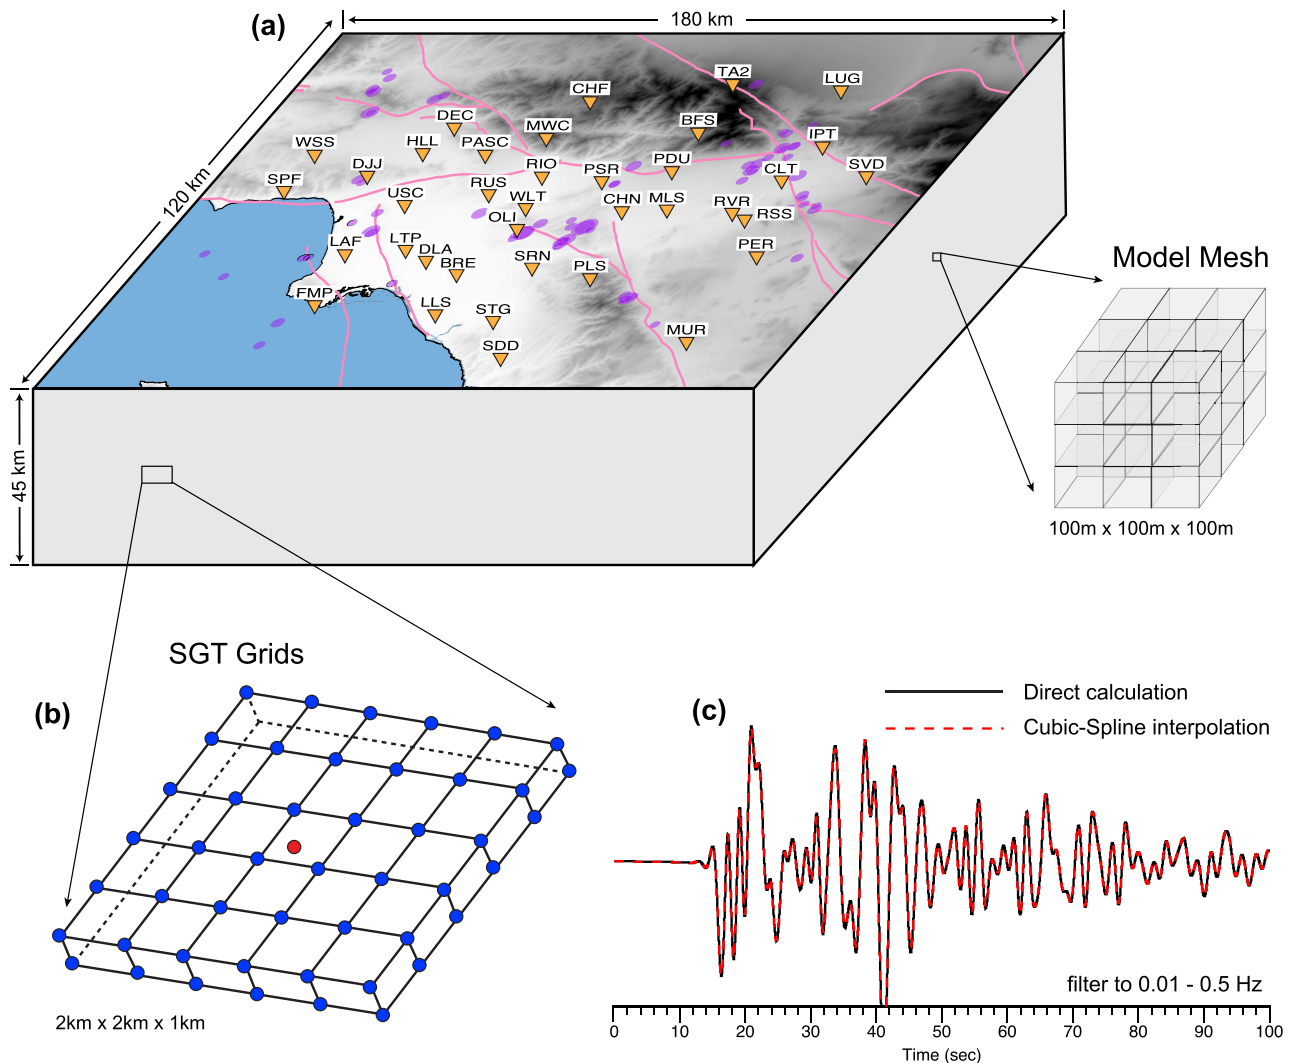 (a)
180 km
120 km
45 km
TA2
LUG
CHF
DEC
MWC
BFS
IPT
WSS
HLL
PASC
DJJ
RIO
PSR
PDU
CLT
SVD
SPF
USC
RUS
WLT
CHN
MLS
RVR
RSS
OLI
LAF
LTP
DLA
BRE
SRN
PLS
PER
FMP
LLS
STG
SDD
MUR
Model Mesh
100m x 100m x 100m
SGT Grids
(b)
2km x 2km x 1km
(c)
Direct calculation
Cubic-Spline interpolation
filter to 0.01 - 0.5 Hz
0 10 20 30 40 50 60 70 80 90 100
Time (sec)